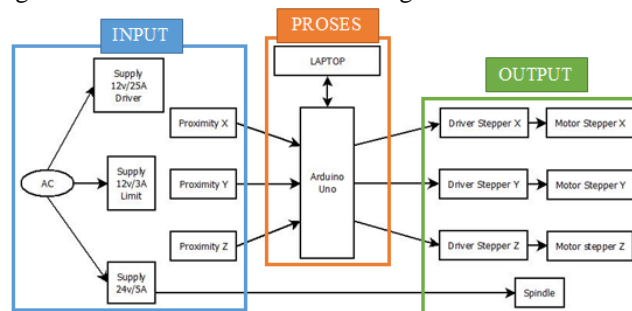 INPUT
PROSES
OUTPUT
Supply
12v/25A
Driver
AC
Supply
12v/3A
Limit
Supply
24v/5A
Proximity X
Proximity Y
Proximity Z
LAPTOP
Arduino
Uno
Driver Stepper X
Motor Stepper X
Driver Stepper Y
Motor Stepper Y
Driver Stepper Z
Motor stepper Z
Spindle